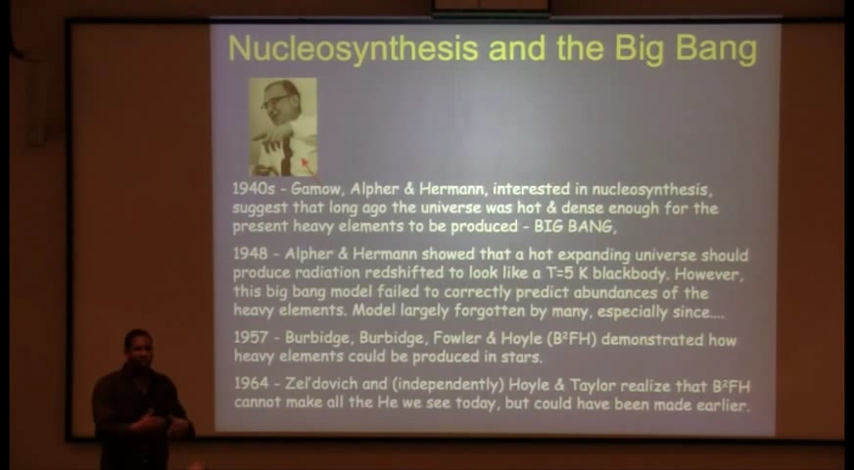 Nucleosynthesis and the Big Bang
1940s - Gamow, Alpher & Hermann, interested in nucleosynthesis,
suggest that long ago the universe was hot & dense enough for the
present heavy elements to be produced - BIG BANG,
1948 - Alpher & Hermann showed that a hot expanding universe should
produce radiation redshifted to look like a T=5 K blackbody. However,
this big bang model failed to correctly predict abundances of the
heavy elements. Model largely forgotten by many, especially since....
1957 - Burbidge, Burbidge, Fowler & Hoyle (B²FH) demonstrated how
heavy elements could be produced in stars.
1964 - Zel'dovich and (independently) Hoyle & Taylor realize that B²FH
cannot make all the He we see today, but could have been made earlier.